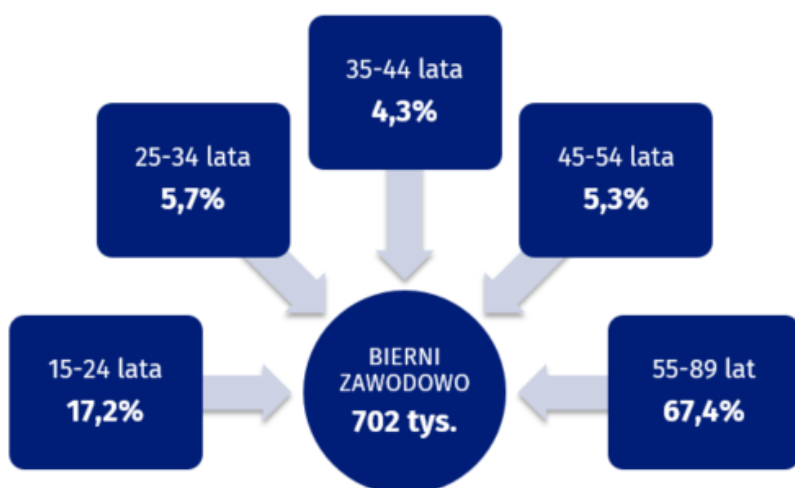 35-44 lata
4,3%
25-34 lata
5,7%
45-54 lata
5,3%
15-24 lata
17,2%
BIERNI
ZAWODOWO
702 tys.
55-89 lat
67,4%